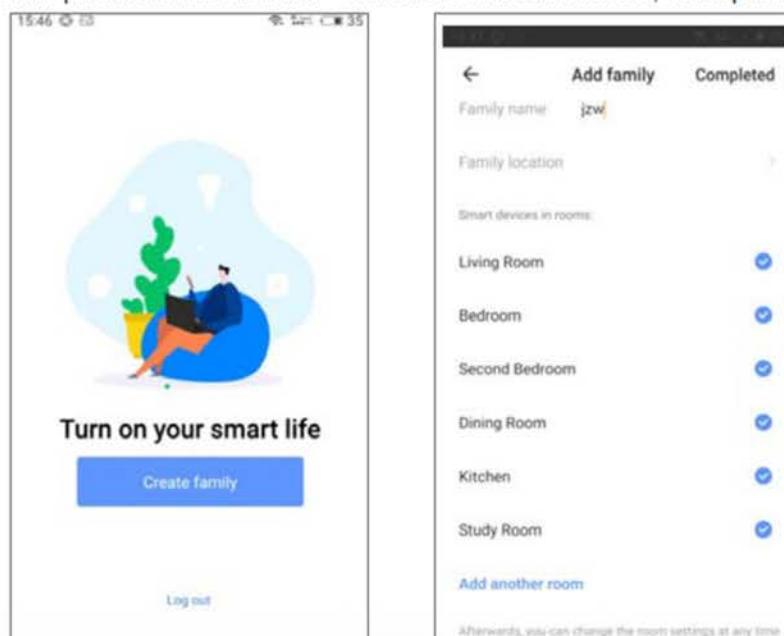 15:46
35
Turn on your smart life
Create family
Log out
Add family
Completed
Family name jzw
Family location
Smart devices in rooms:
Living Room
Bedroom
Second Bedroom
Dining Room
Kitchen
Study Room
Add another room
Afterwards, you can change the room settings at any time